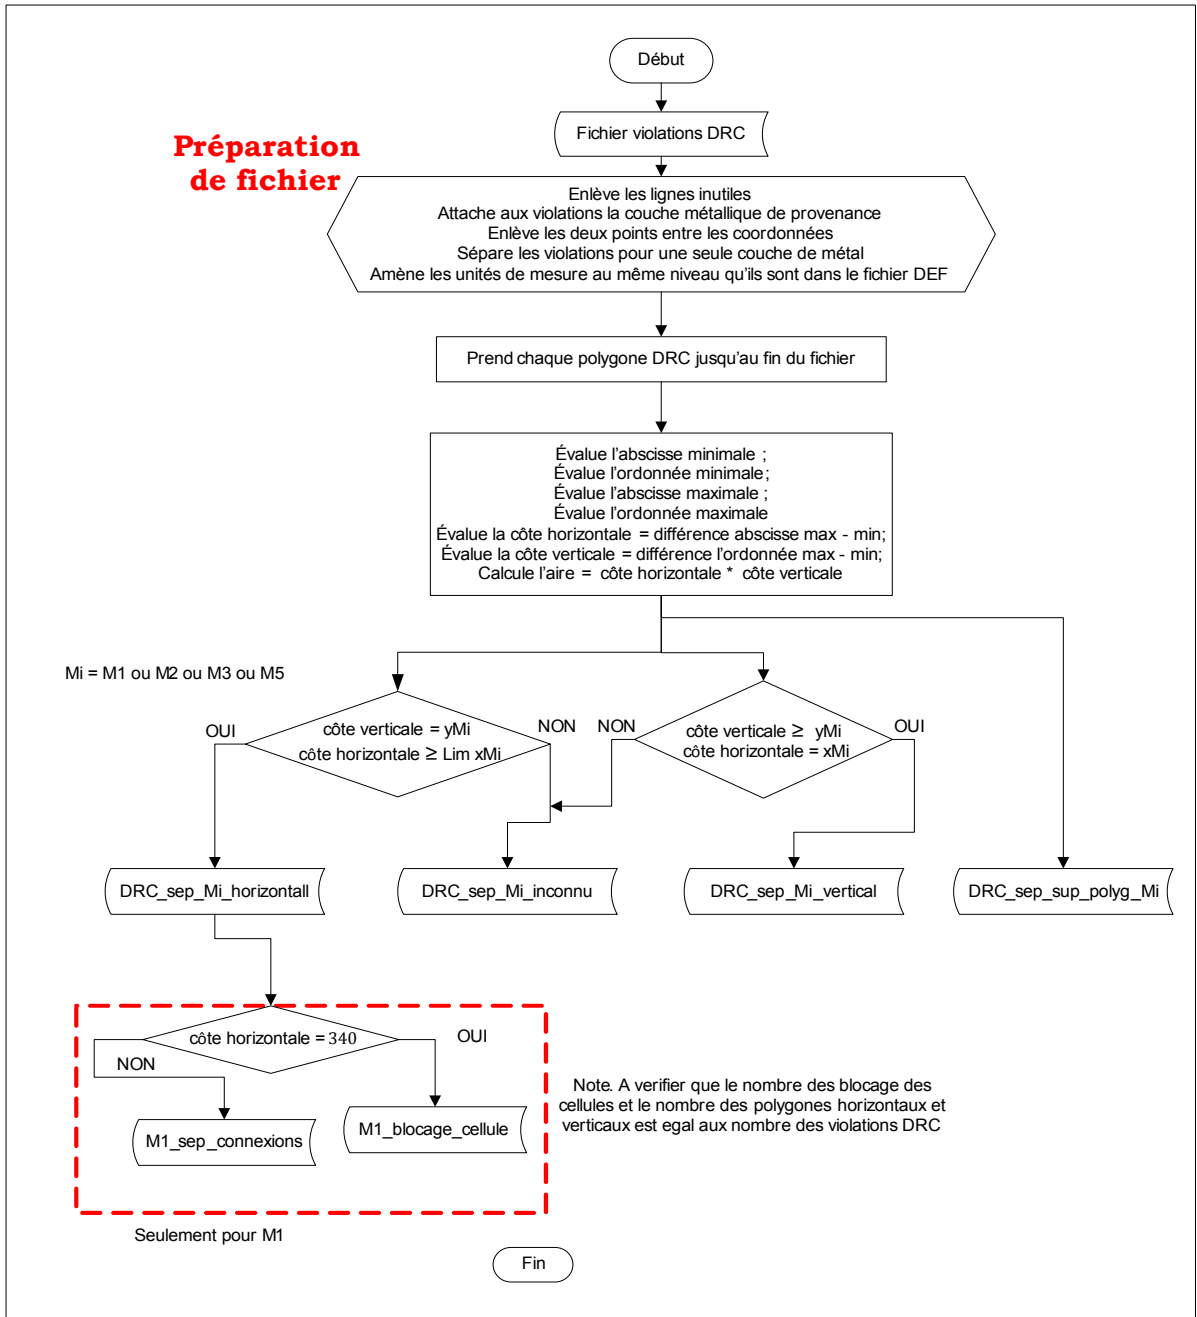 Début
Fichier violations DRC
Préparation
de fichier
Enlève les lignes inutiles
Attache aux violations la couche métallique de provenance
Enlève les deux points entre les coordonnées
Sépare les violations pour une seule couche de métal
Amène les unités de mesure au même niveau qu'ils sont dans le fichier DEF
Prend chaque polygone DRC jusqu'au fin du fichier
Évalue l'abscisse minimale ;
Évalue l'ordonnée minimale;
Évalue l'abscisse maximale ;
Évalue l'ordonnée maximale
Évalue la côte horizontale = différence abscisse max - min;
Évalue la côte verticale = différence l'ordonnée max - min;
Calcule l'aire = côte horizontale * côte verticale
Mi = M1 ou M2 ou M3 ou M5
OUI
côte verticale = yMi
côte horizontale ≥ Lim xMi
NON
NON
côte verticale ≥ yMi
côte horizontale = xMi
OUI
DRC_sep_Mi_horizontall
DRC_sep_Mi_inconnu
DRC_sep_Mi_vertical
DRC_sep_sup_polyg_Mi
côte horizontale = 340
OUI
NON
M1_sep_connexions
M1_blocage_cellule
Note. A verifier que le nombre des blocage des
cellules et le nombre des polygones horizontaux et
verticaux est egal aux nombre des violations DRC
Seulement pour M1
Fin